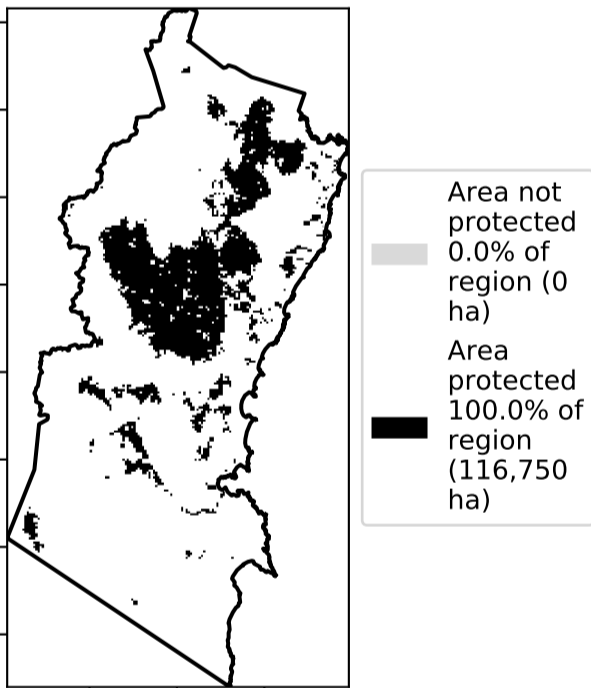 Area not
protected
0.0% of
region (0
ha)
Area
protected
100.0% of
region
(116,750
ha)